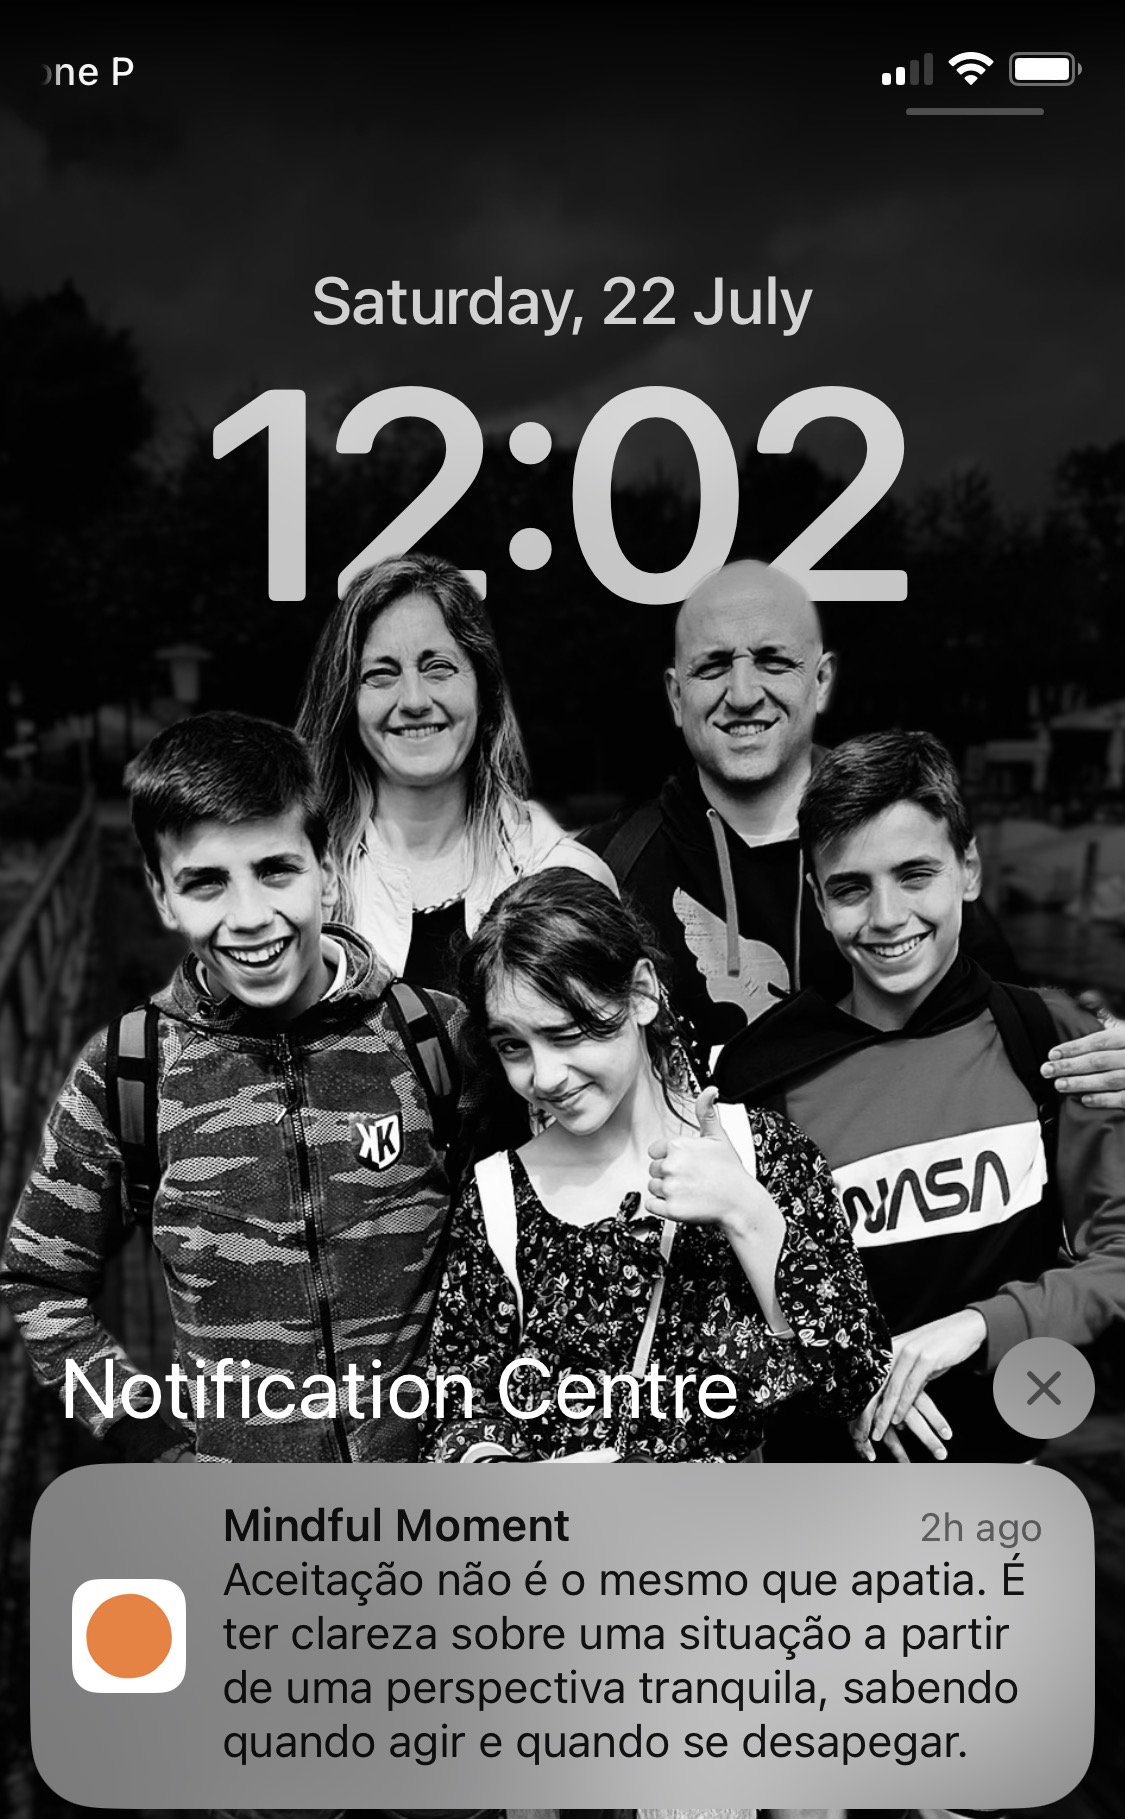 ne P
Saturday, 22 July
12:02
KK
NASA
Notification Centre
Mindful Moment
2h ago
Aceitação não é o mesmo que apatia. É
ter clareza sobre uma situação a partir
de uma perspectiva tranquila, sabendo
quando agir e quando se desapegar.